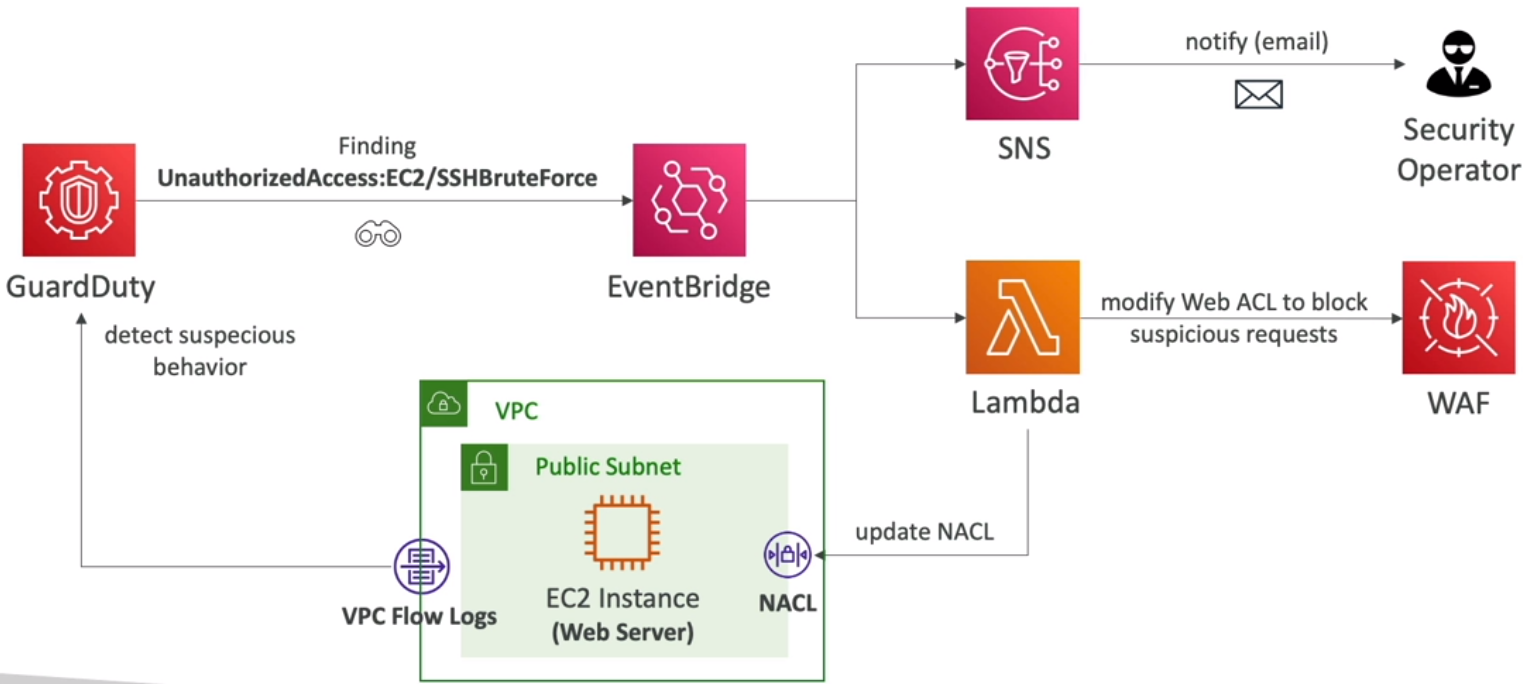 notify (email)
SNS
Security
Operator
Finding
UnauthorizedAccess:EC2/SSHBruteForce
GuardDuty
EventBridge
detect suspecious
behavior
modify Web ACL to block
suspicious requests
Lambda
WAF
VPC
Public Subnet
update NACL
EC2 Instance
(Web Server)
VPC Flow Logs
NACL